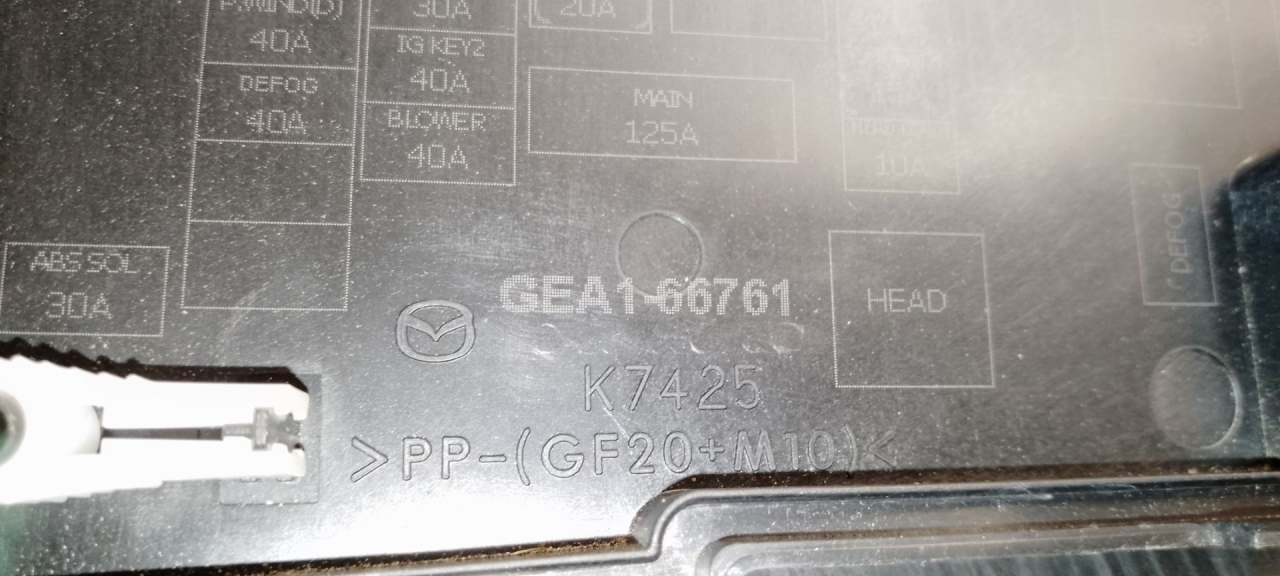 P.WIND(D)
40A
DEFOG
40A
30A
IG KEY2
40A
BLOWER
40A
20A
MAIN
125A
10A
DEFOG
ABS SOL
30A
GEA1-66761
HEAD
K7425
>PP-(GF20+M10)<